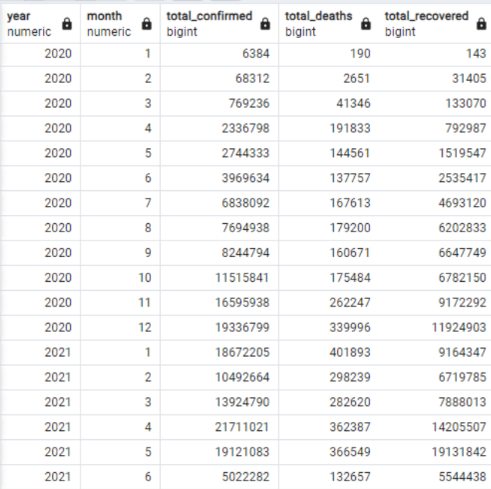 year month total_confirmed total_deaths total_recovered
numeric numeric bigint bigint bigint
2020 1 6384 190 143
2020 2 68312 2651 31405
2020 3 769236 41346 133070
2020 4 2336798 191833 792987
2020 5 2744333 144561 1519547
2020 6 3969634 137757 2535417
2020 7 6838092 167613 4693120
2020 8 7694938 179200 6202833
2020 9 8244794 160671 6647749
2020 10 11515841 175484 6782150
2020 11 16595938 262247 9172292
2020 12 19336799 339996 11924903
2021 1 18672205 401893 9164347
2021 2 10492664 298239 6719785
2021 3 13924790 282620 7888013
2021 4 21711021 362387 14205507
2021 5 19121083 366549 19131842
2021 6 5022282 132657 5544438